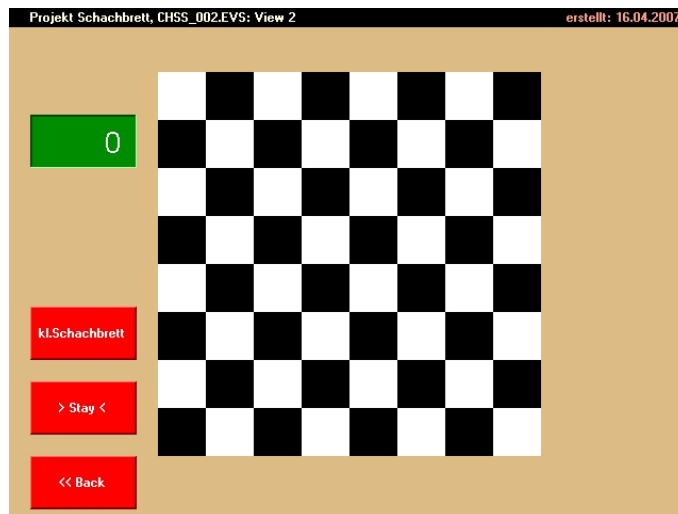 Projekt Schachbrett, CHSS_002.EVS: View 2
erstellt: 16.04.2007
0
kl.Schachbrett
> Stay <
<< Back